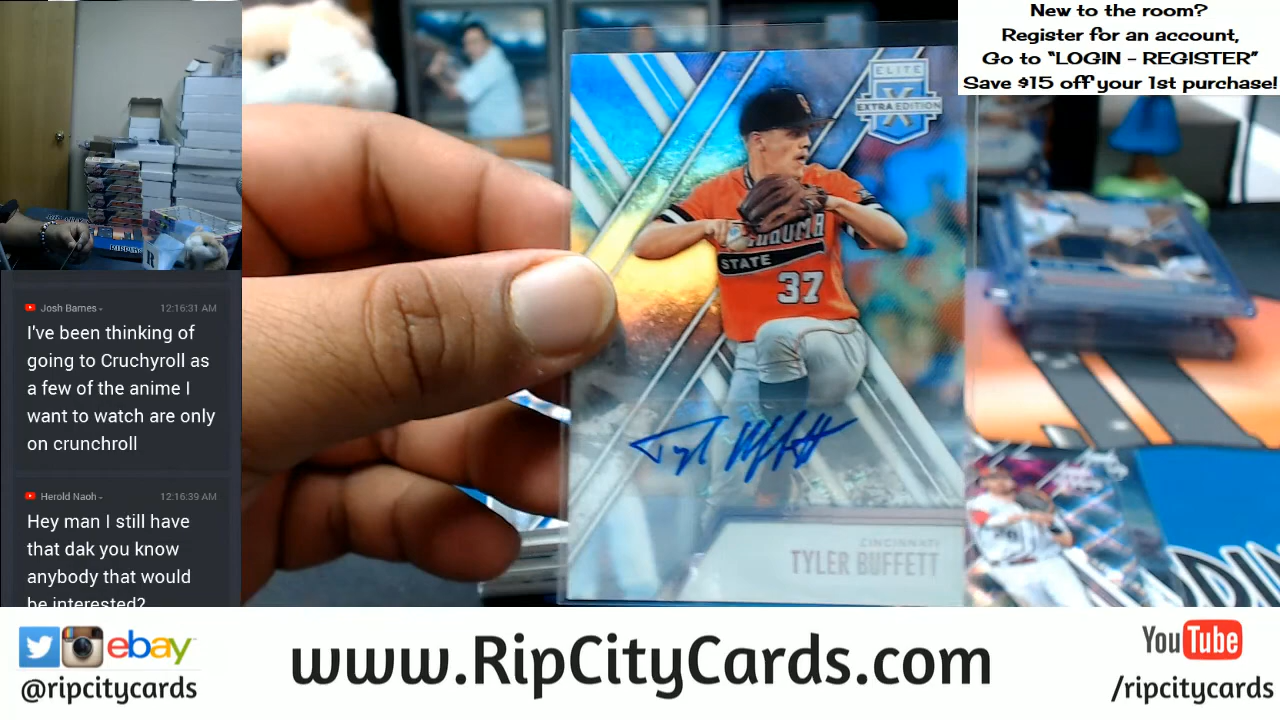 New to the room?
Register for an account,
Go to “LOGIN - REGISTER”
Save $15 off your 1st purchase!
ELITE
X
EXTRA EDITION
STATE
37
CINCINNATI
TYLER BUFFETT
Josh Barnes
12:16:31 AM
I've been thinking of
going to Cruchyroll as
a few of the anime I
want to watch are only
on crunchroll
Herold Naoh
12:16:39 AM
Hey man I still have
that dak you know
anybody that would
be interested?
ebay
@ripcitycards
www.RipCityCards.com
YouTube
/ripcitycards